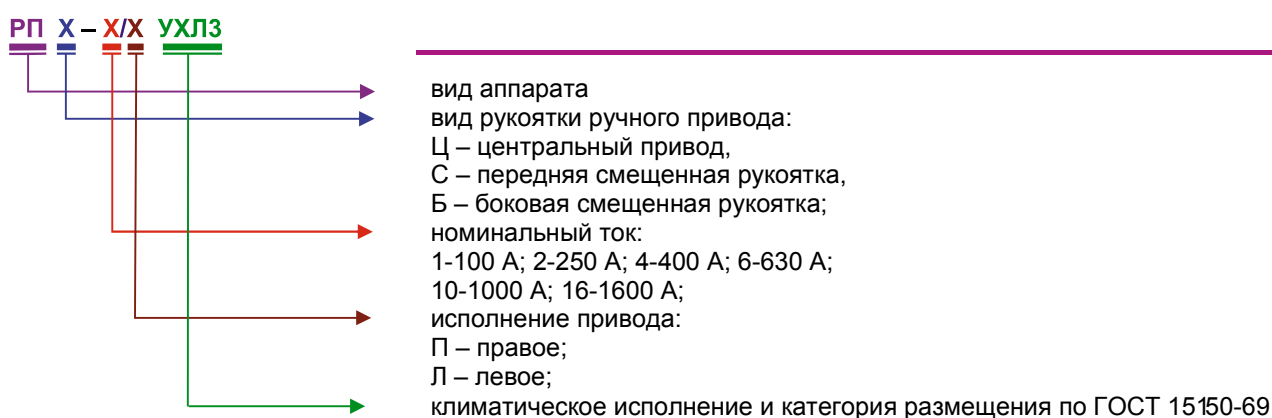 РП Х – Х/Х УХЛ3
вид аппарата
вид рукоятки ручного привода:
Ц – центральный привод,
С – передняя смещенная рукоятка,
Б – боковая смещенная рукоятка;
номинальный ток:
1-100 А; 2-250 А; 4-400 А; 6-630 А;
10-1000 А; 16-1600 А;
исполнение привода:
П – правое;
Л – левое;
климатическое исполнение и категория размещения по ГОСТ 15150-69